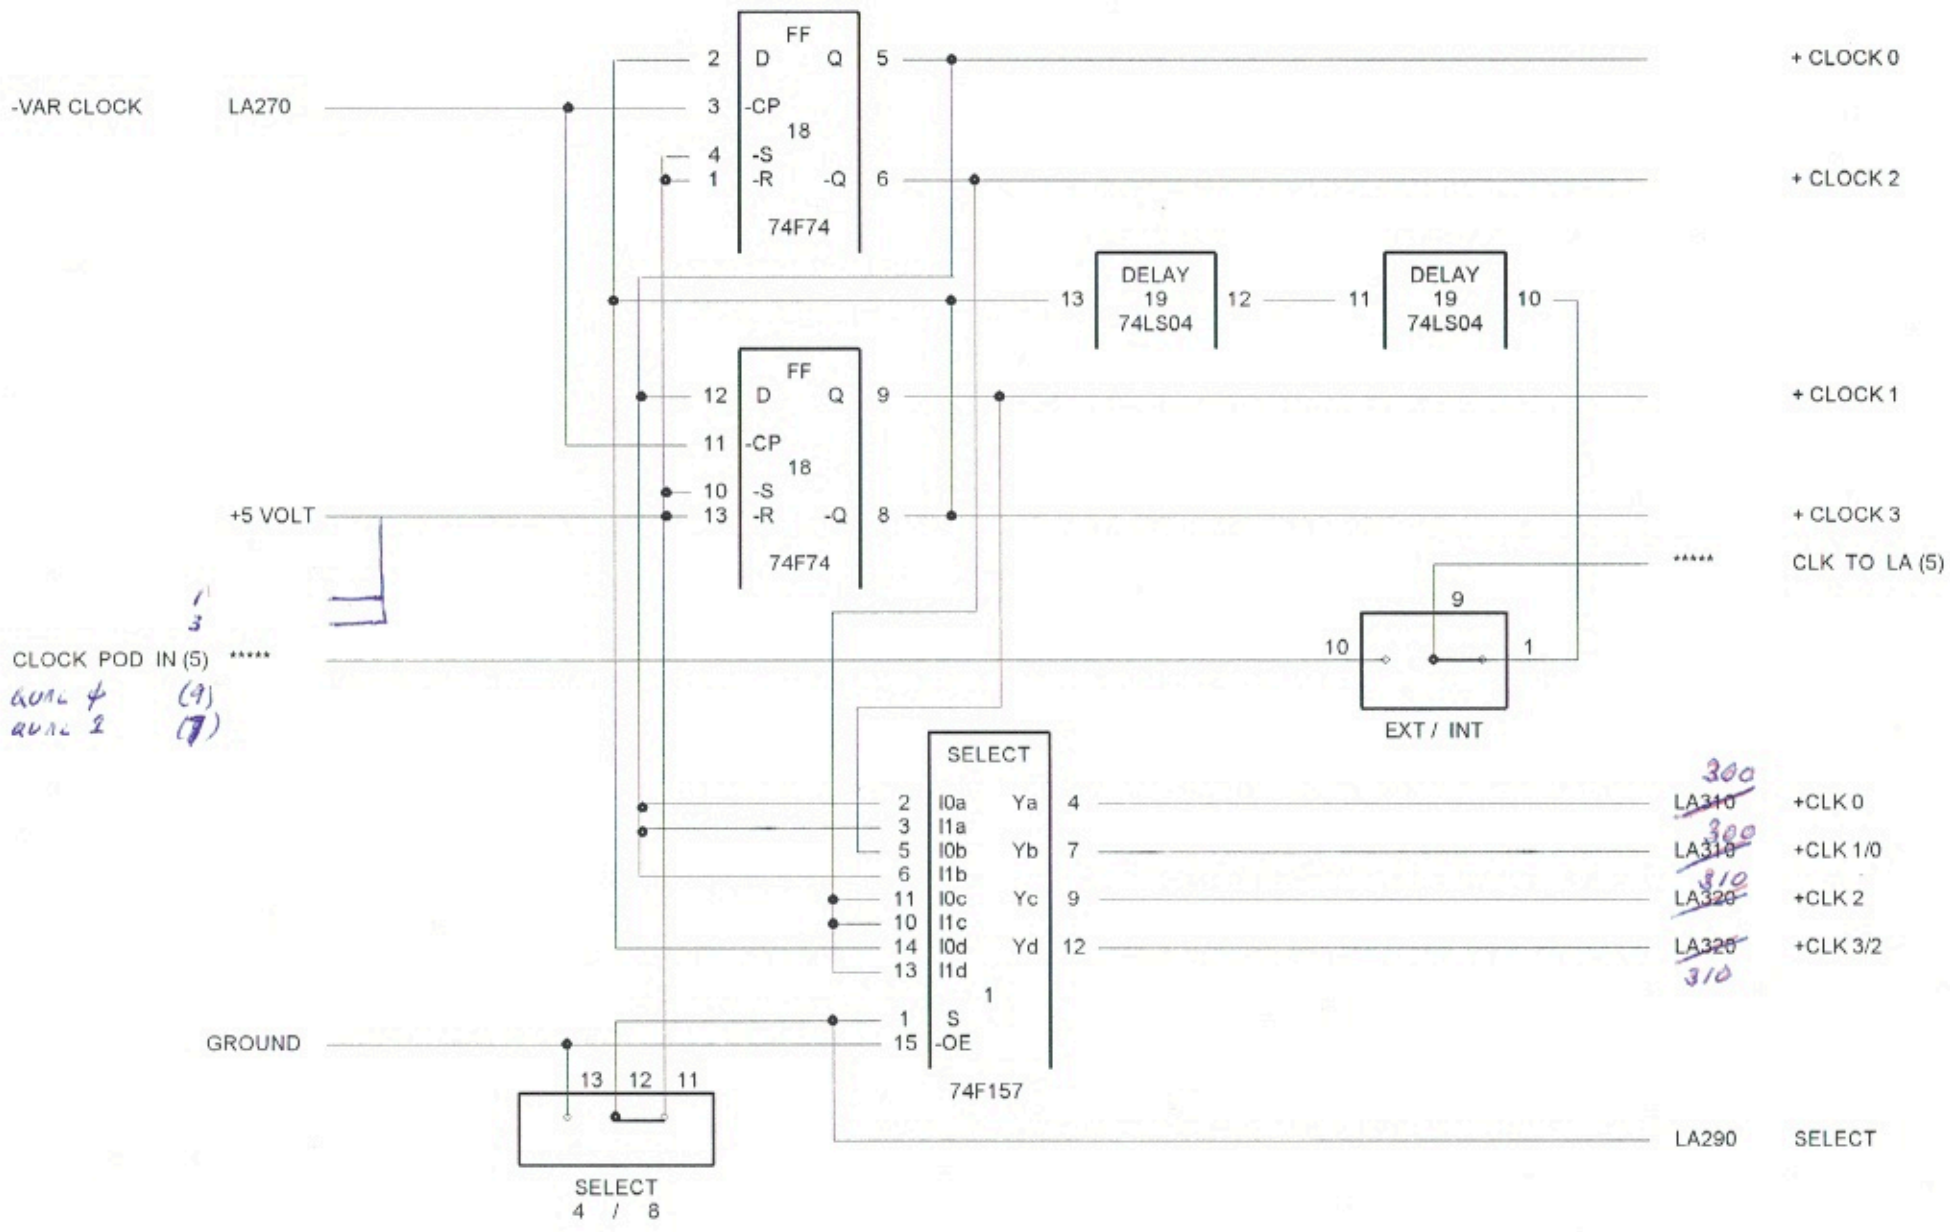 FF
2 D Q 5 + CLOCK 0
-VAR CLOCK LA270 3 -CP
18
4 -S
1 -R -Q 6 + CLOCK 2
74F74
DELAY DELAY
13 19 12 11 19 10
74LS04 74LS04
FF
12 D Q 9 + CLOCK 1
11 -CP
18
10 -S
+5 VOLT 13 -R -Q 8 + CLOCK 3
74F74
***** CLK TO LA (5)
1
3
9
10 1
CLOCK POD IN (5) *****
(9)
(7)
EXT / INT
SELECT
300
2 I0a Ya 4 LA310 +CLK 0
3 I1a
300
5 I0b Yb 7 LA310 +CLK 1/0
6 I1b
310
11 I0c Yc 9 LA320 +CLK 2
10 I1c
14 I0d Yd 12 LA320 +CLK 3/2
13 I1d
310
1
1 S
GROUND 15 -OE
13 12 11
74F157
LA290 SELECT
SELECT
4 / 8